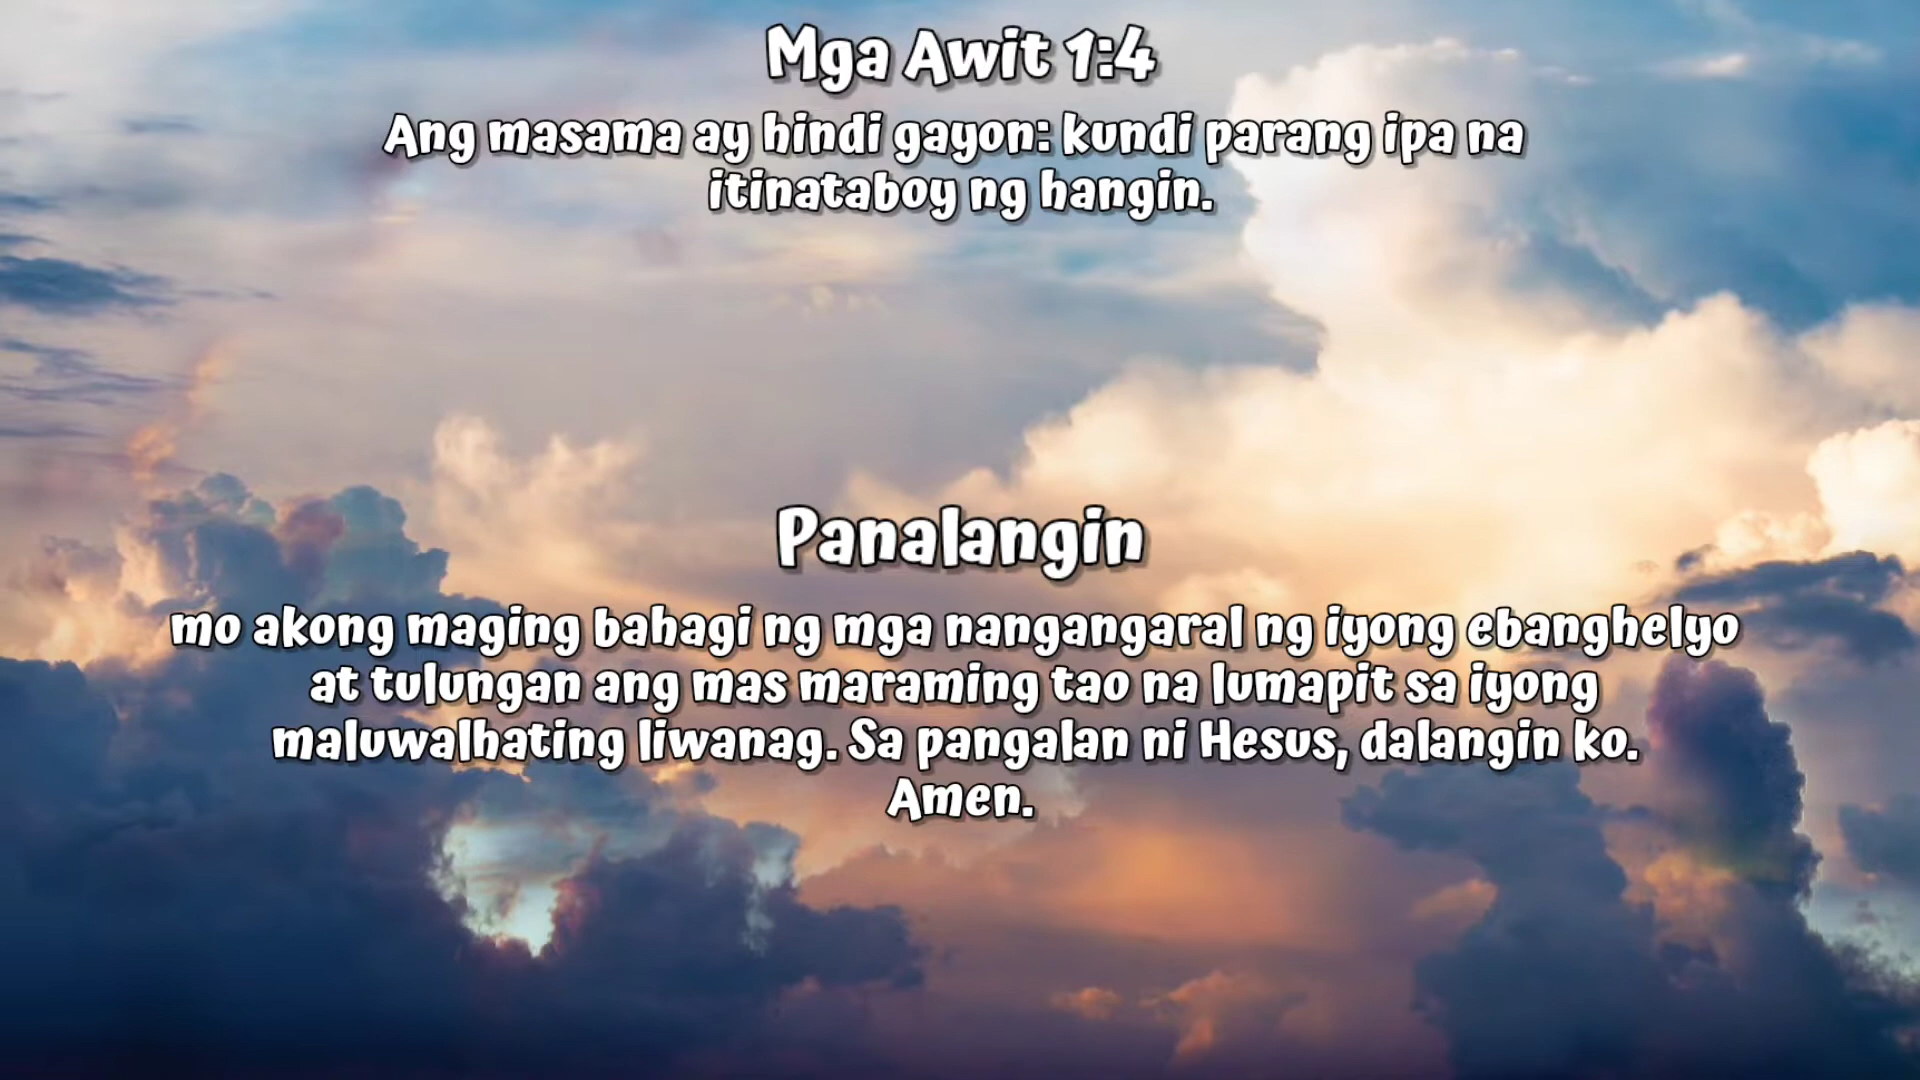 Mga Awit 1:4
Ang masama ay hindi gayon: kundi parang ipa na
itinataboy ng hangin.
Panalangin
mo akong maging bahagi ng mga nangangaral ng iyong ebanghelyo
at tulungan ang mas maraming tao na lumapit sa iyong
maluwalhating liwanag. Sa pangalan ni Hesus, dalangin ko.
Amen.